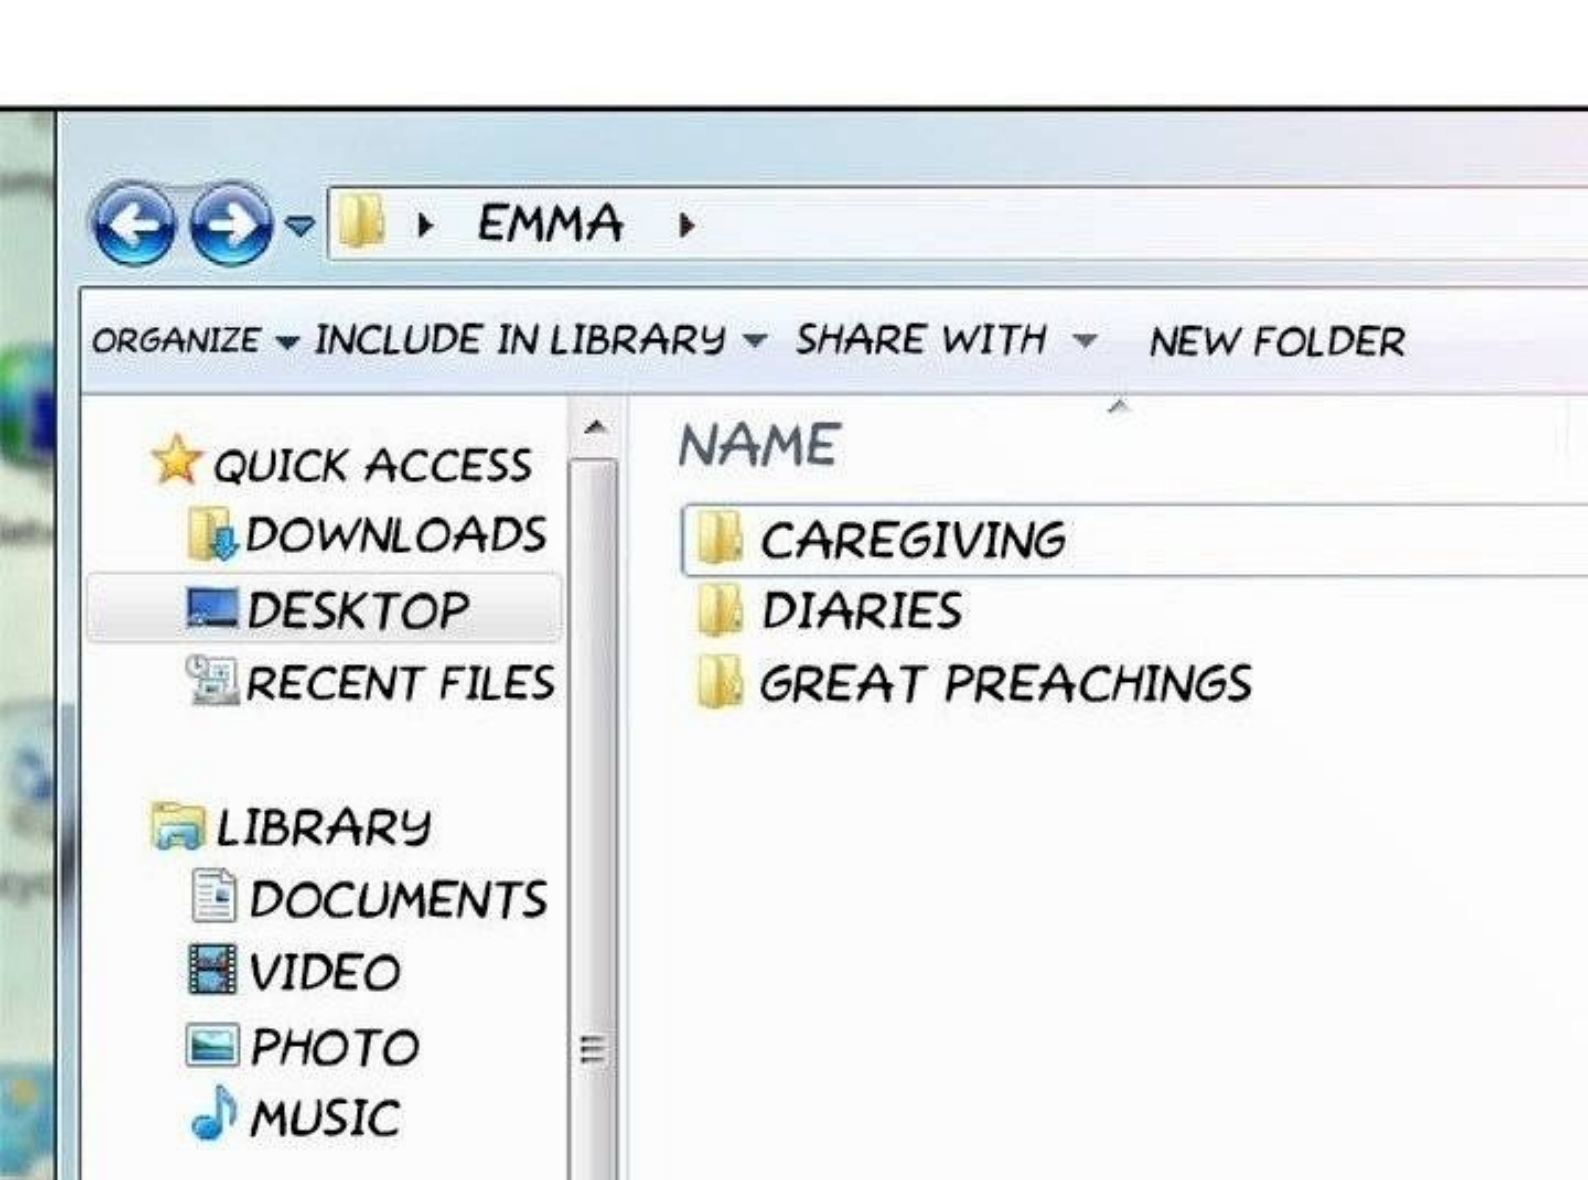 EMMA
ORGANIZE INCLUDE IN LIBRARY SHARE WITH NEW FOLDER
QUICK ACCESS
DOWNLOADS
DESKTOP
RECENT FILES
LIBRARY
DOCUMENTS
VIDEO
PHOTO
MUSIC
NAME
CAREGIVING
DIARIES
GREAT PREACHINGS